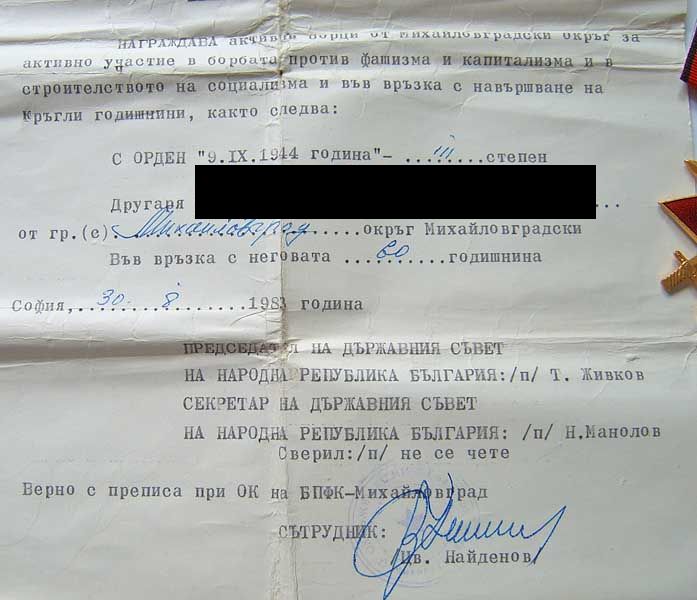 НАГРАЖДАВА активни борци от Михайловградски окръг за
активно участие в борбата против фашизма и капитализма и в
строителството на социализма и във връзка с навършване на
Кръгли годишнини, както следва:
С ОРДЕН "9.IX.1944 година"- ...III.....степен
Другаря ...
от гр.(с).Михайловград.....окръг Михайловградски
Във връзка с неговата ...60....годишнина
София,..30. 8.........1983 година
ПРЕДСЕДАТЕЛ НА ДЪРЖАВНИЯ СЪВЕТ
НА НАРОДНА РЕПУБЛИКА БЪЛГАРИЯ:/п/ Т. Живков
СЕКРЕТАР НА ДЪРЖАВНИЯ СЪВЕТ
НА НАРОДНА РЕПУБЛИКА БЪЛГАРИЯ: /п/ Н.Манолов
Сверил:/п/ не се чете
Верно с преписа при ОК на БПФК-Михайловград
СЪТРУДНИК:
/Цв. Найденов/